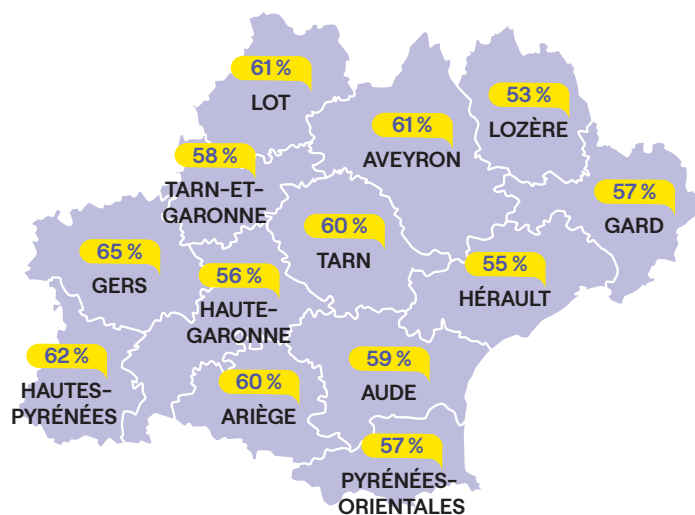 61 %
LOT
53 %
LOZÈRE
61 %
AVEYRON
58 %
TARN-ET-
GARONNE
57 %
GARD
60 %
TARN
65 %
GERS
56 %
HAUTE-
GARONNE
55 %
HÉRAULT
62 %
HAUTES-
PYRÉNÉES
60 %
ARIÈGE
59 %
AUDE
57 %
PYRÉNÉES-
ORIENTALES